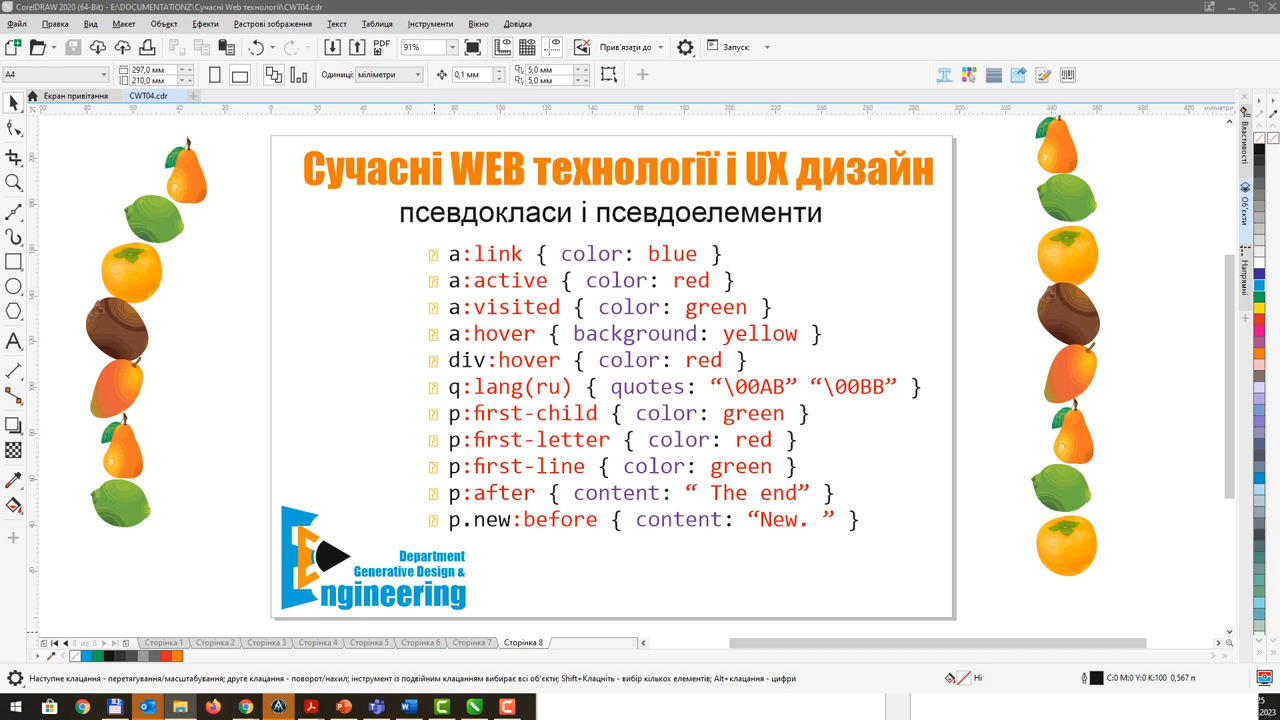 CorelDRAW 2020 (64-Bit) - E:\DOCUMENTATIONZ\Сучасні Web технології\CWT04.cdr
Файл Правка Вид Макет Об'єкт Ефекти Растрові зображення Текст Таблиця Інструменти Вікно Довідка
PDF 91% Прив'язати до Запуск
A4 297,0 мм 210,0 мм Одиниці: міліметри 0,1 мм 5,0 мм 5,0 мм
Екран привітання CWT04.cdr
міліметри
Сучасні WEB технології і UX дизайн
псевдокласи і псевдоелементи
a:link { color: blue }
a:active { color: red }
a:visited { color: green }
a:hover { background: yellow }
div:hover { color: red }
q:lang(ru) { quotes: “\00AB” “\00BB” }
p:first-child { color: green }
p:first-letter { color: red }
p:first-line { color: green }
p:after { content: “ The end” }
p.new:before { content: “New. ” }
Department
Generative Design &
Engineering
Властивості
Об'єкти
Напрямні
8 із 8 Сторінка 1 Сторінка 2 Сторінка 3 Сторінка 4 Сторінка 5 Сторінка 6 Сторінка 7 Сторінка 8
Наступне клацання - перетягування/масштабування; друге клацання - поворот/нахил; інструмент із подвійним клацанням вибирає всі об'єкти; Shift+Клацніть - вибір кількох елементів; Alt+клацання - цифри
Ні
C:0 M:0 Y:0 K:100 0,567 п